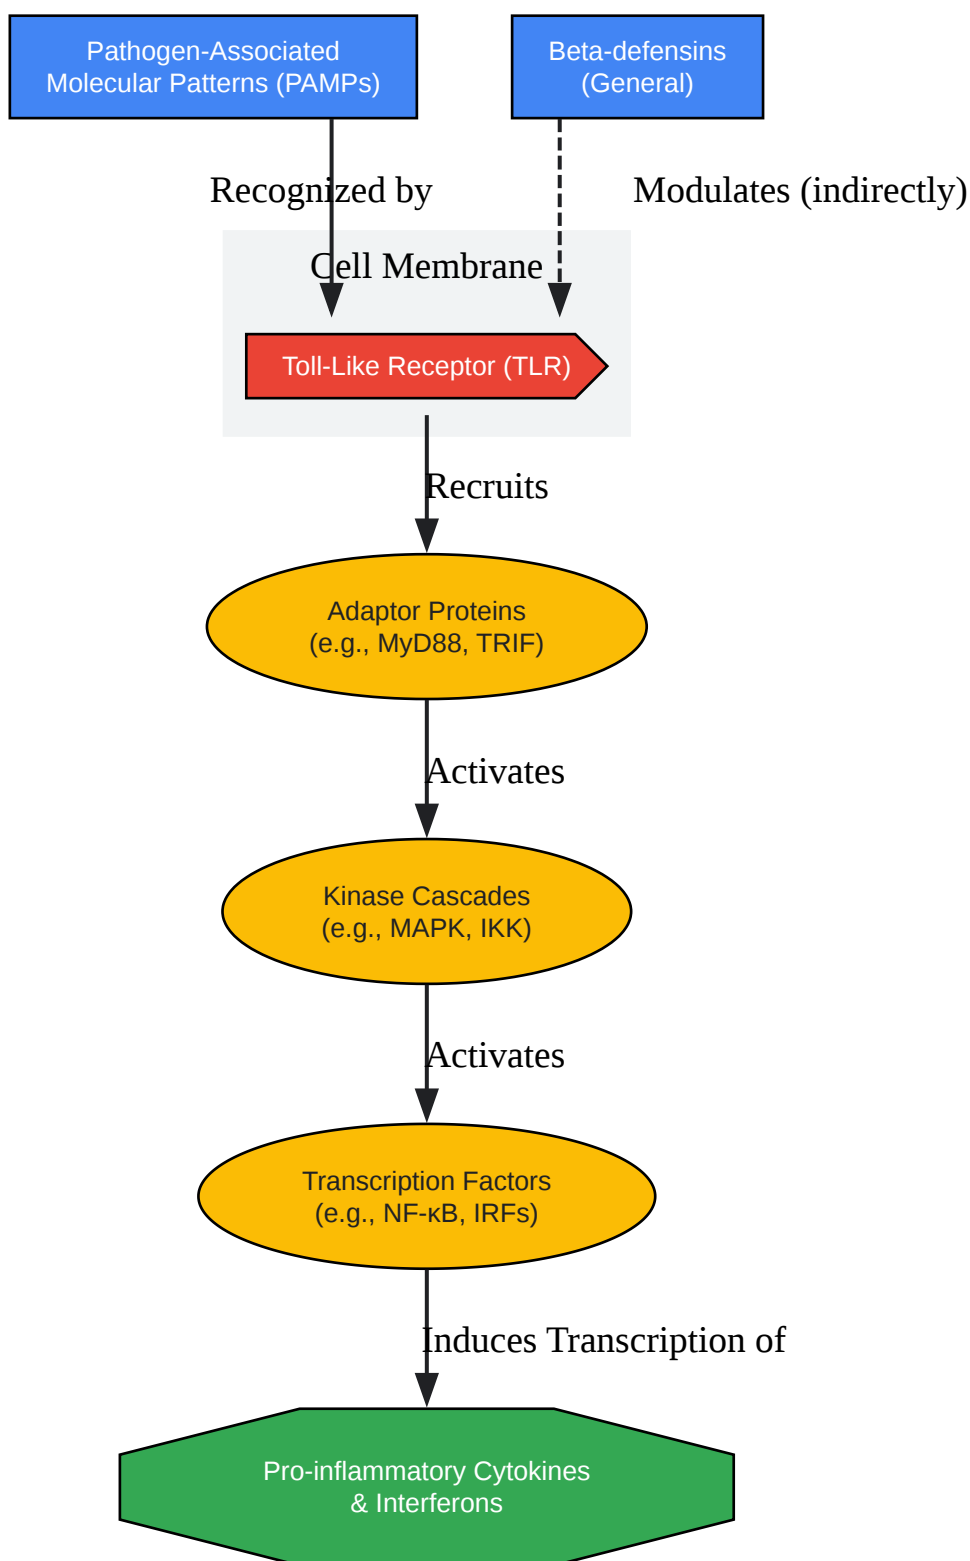 Pathogen-Associated
Molecular Patterns (PAMPs)
Beta-defensins
(General)
Recognized by
Modulates (indirectly)
Cell Membrane
Toll-Like Receptor (TLR)
Recruits
Adaptor Proteins
(e.g., MyD88, TRIF)
Activates
Kinase Cascades
(e.g., MAPK, IKK)
Activates
Transcription Factors
(e.g., NF-κB, IRFs)
Induces Transcription of
Pro-inflammatory Cytokines
& Interferons